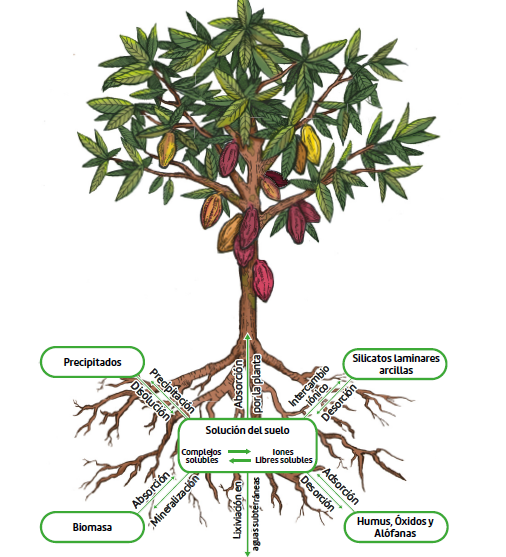 Precipitados
Silicatos laminares
arcillas
Precipitación
Disolución
Absorción
por la planta
Intercambio
Iónico
Desorción
Solución del suelo
Complejos
solubles
Iones
Libres solubles
Absorción
Mineralización
Lixiviación en
aguas subterráneas
Adsorción
Desorción
Biomasa
Humus, Óxidos y
Alófanas